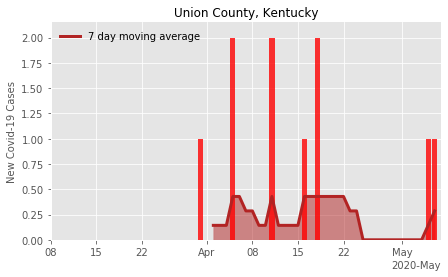 Union County, Kentucky
7 day moving average
New Covid-19 Cases
2.00
1.75
1.50
1.25
1.00
0.75
0.50
0.25
0.00
08 15 22 Apr 08 15 22 May
2020-May